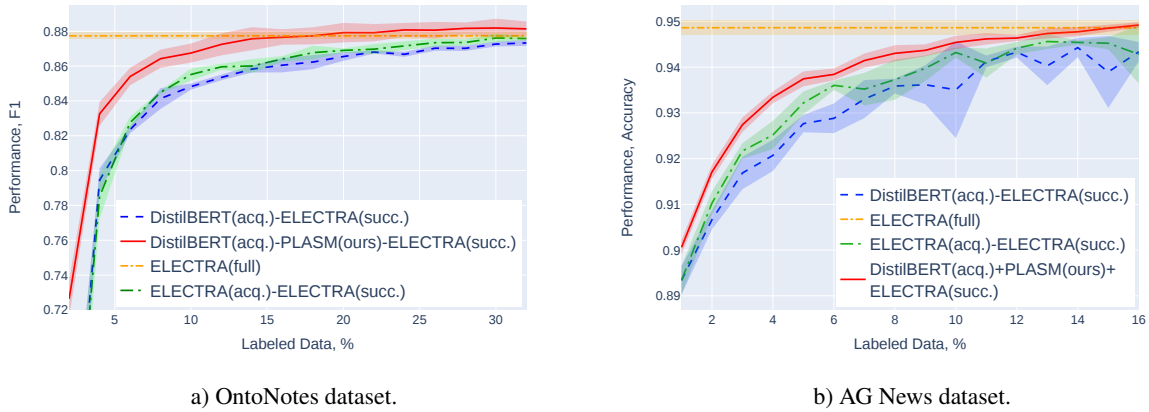 0.88
0.86
0.84
0.82
0.8
0.78
0.76
0.74
0.72
Performance, F1
DistilBERT(acq.)-ELECTRA(succ.)
DistilBERT(acq.)-PLASM(ours)-ELECTRA(succ.)
ELECTRA(full)
ELECTRA(acq.)-ELECTRA(succ.)
5 10 15 20 25 30
Labeled Data, %
a) OntoNotes dataset.
0.95
0.94
0.93
0.92
0.91
0.9
0.89
Performance, Accuracy
DistilBERT(acq.)-ELECTRA(succ.)
ELECTRA(full)
ELECTRA(acq.)-ELECTRA(succ.)
DistilBERT(acq.)+PLASM(ours)+
ELECTRA(succ.)
2 4 6 8 10 12 14 16
Labeled Data, %
b) AG News dataset.